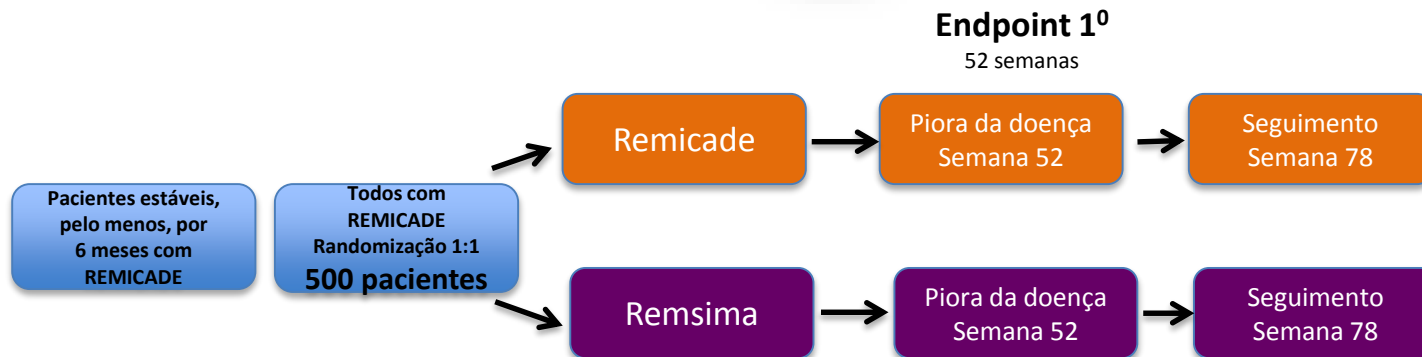 Endpoint 1⁰
52 semanas
Pacientes estáveis,
pelo menos, por
6 meses com
REMICADE
Todos com
REMICADE
Randomização 1:1
500 pacientes
Remicade
Piora da doença
Semana 52
Seguimento
Semana 78
Remsima
Piora da doença
Semana 52
Seguimento
Semana 78